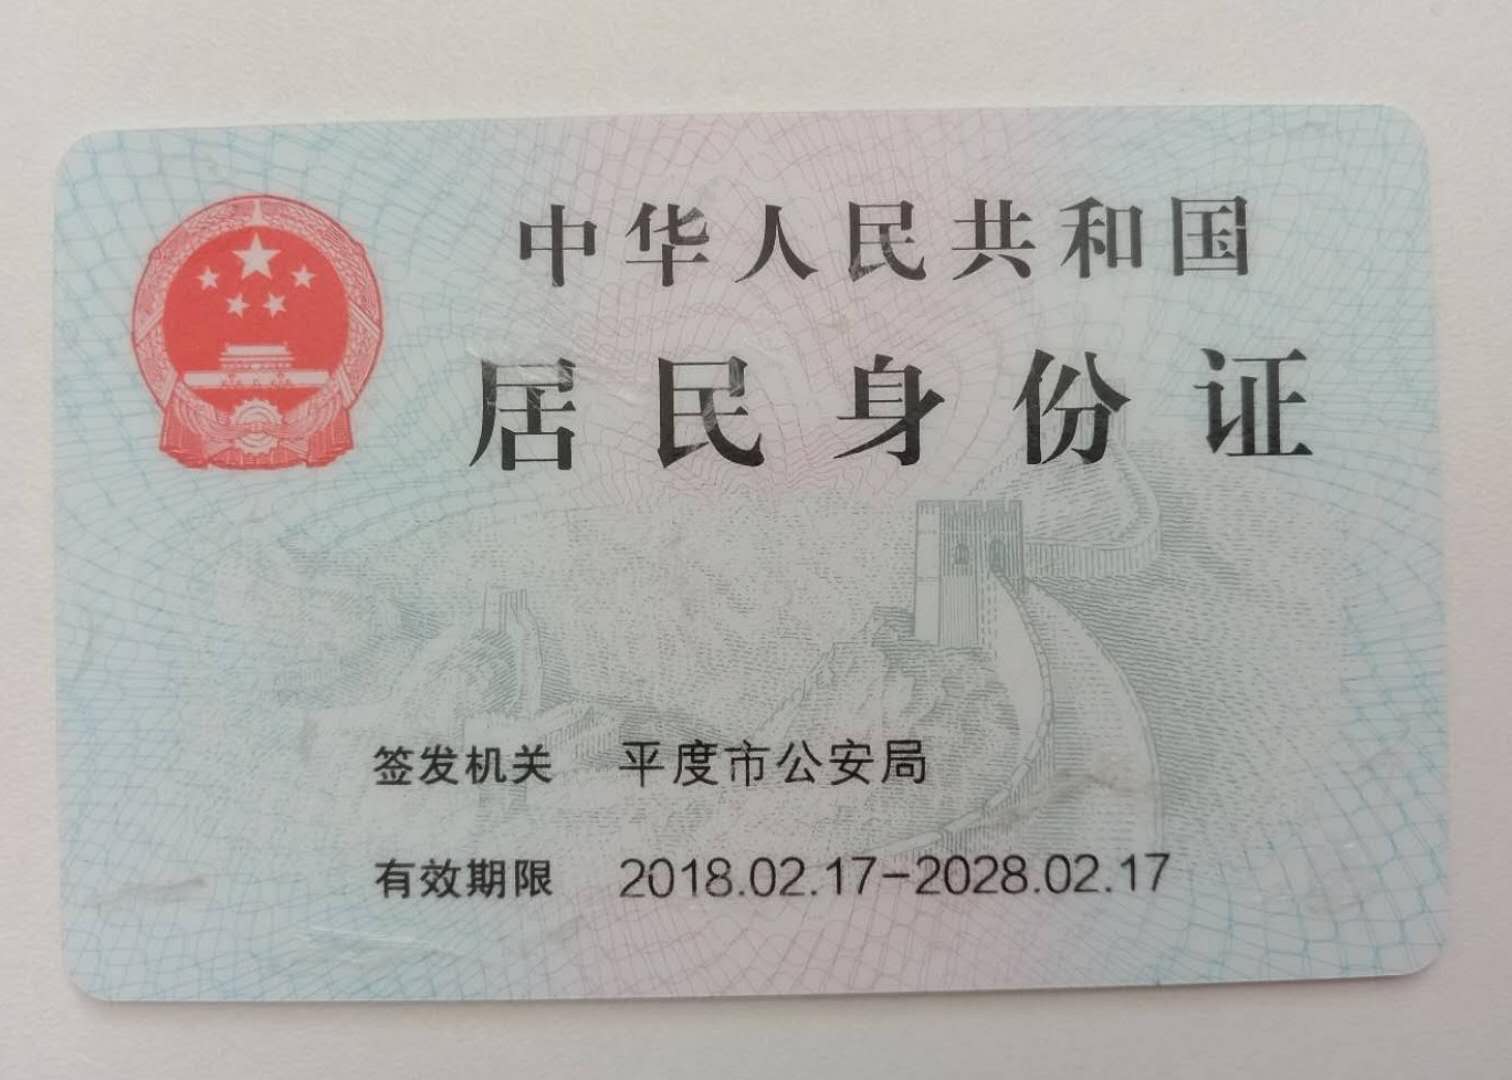 中华人民共和国
居民身份证
签发机关 平度市公安局
有效期限 2018.02.17-2028.02.17